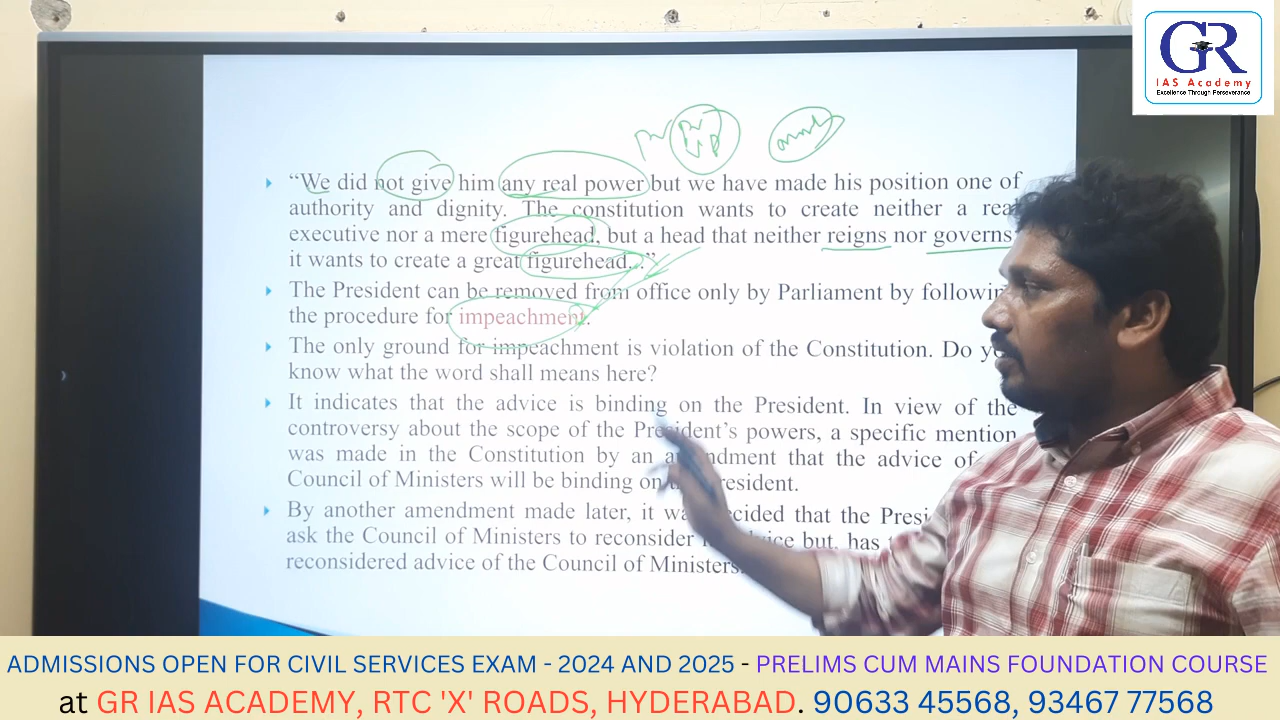 GR
IAS Academy
Excellence Through Perseverance
“We did not give him any real power but we have made his position one of
authority and dignity. The constitution wants to create neither a real
executive nor a mere figurehead, but a head that neither reigns nor governs
it wants to create a great figurehead...”
The President can be removed from office only by Parliament by
the procedure for impeachment.
The only ground for impeachment is violation of the Constitution. Do
know what the word shall means here?
It indicates that the advice is binding on the President. In view of the
controversy about the scope of the President’s powers, a specific mention
was made in the Constitution by an amendment that the advice of
Council of Ministers will be binding on President.
By another amendment made later, it was decided that the
ask the Council of Ministers to reconsider but, has
reconsidered advice of the Council of Ministers.
ADMISSIONS OPEN FOR CIVIL SERVICES EXAM - 2024 AND 2025 - PRELIMS CUM MAINS FOUNDATION COURSE
at GR IAS ACADEMY, RTC 'X' ROADS, HYDERABAD. 90633 45568, 93467 77568